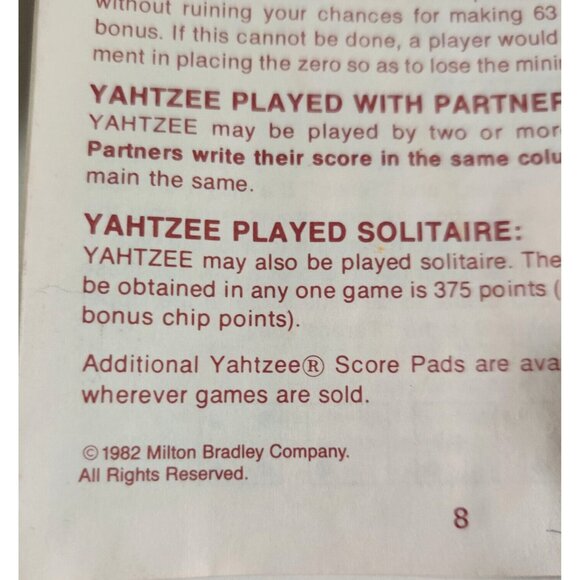 without ruining your chances for making 63
bonus. If this cannot be done, a player would
ment in placing the zero so as to lose the mini
YAHTZEE PLAYED WITH PARTNER
YAHTZEE may be played by two or mor
Partners write their score in the same colu
main the same.
YAHTZEE PLAYED SOLITAIRE:
YAHTZEE may also be played solitaire. The
be obtained in any one game is 375 points (
bonus chip points).
Additional Yahtzee® Score Pads are ava
wherever games are sold.
©1982 Milton Bradley Company.
All Rights Reserved.
8